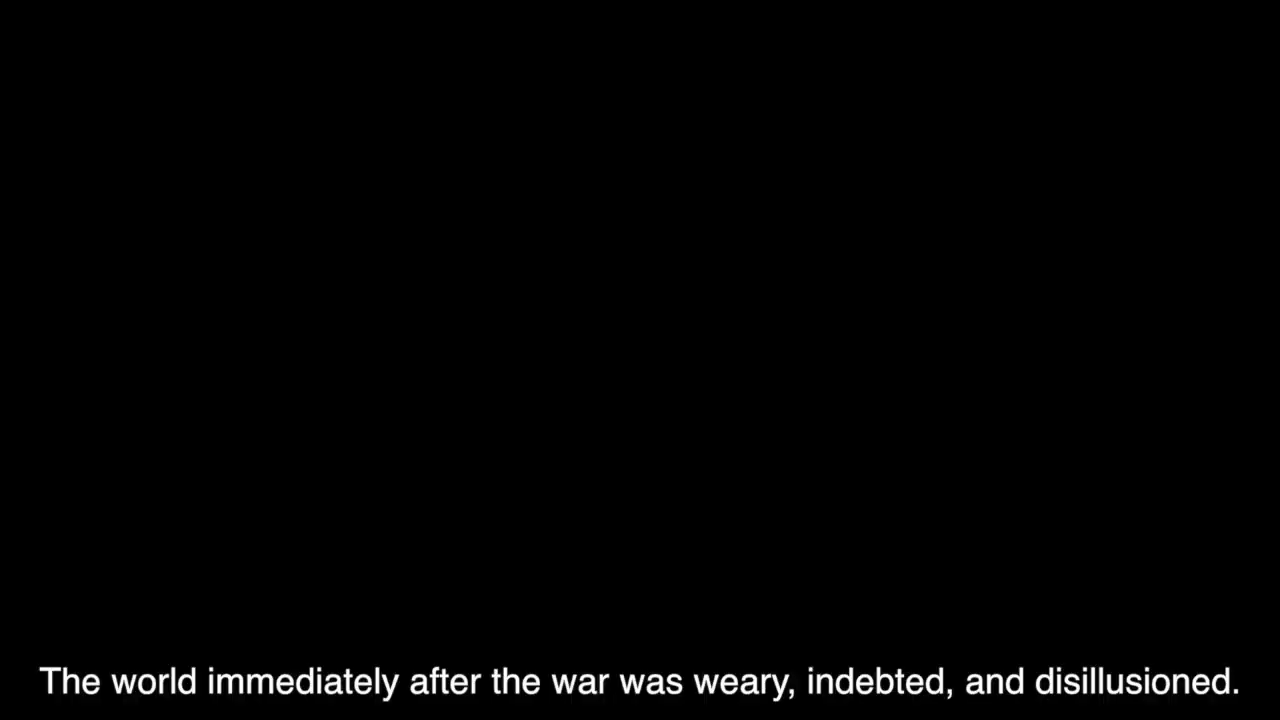 The world immediately after the war was weary, indebted, and disillusioned.